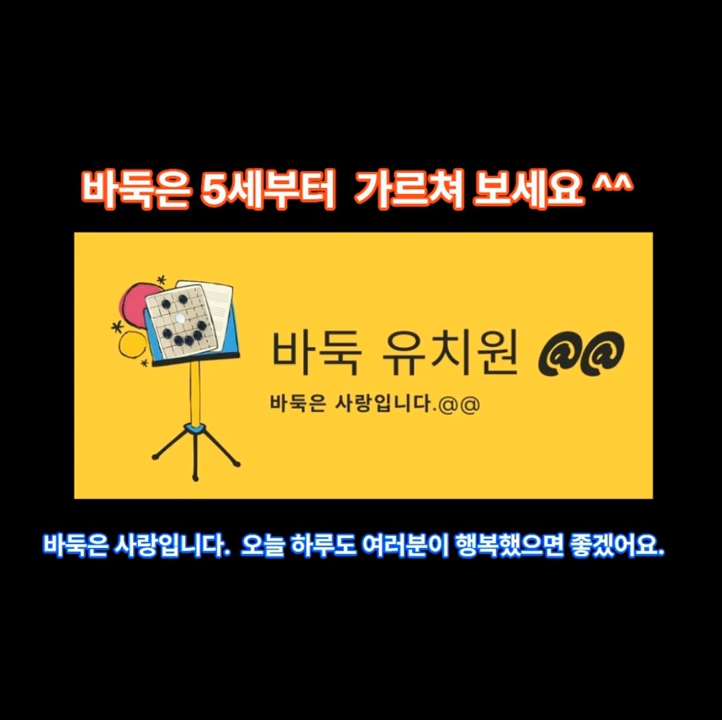 바둑은 5세부터 가르쳐 보세요 ^^
바둑 유치원 @@
바둑은 사랑입니다.@@
바둑은 사랑입니다. 오늘 하루도 여러분이 행복했으면 좋겠어요.